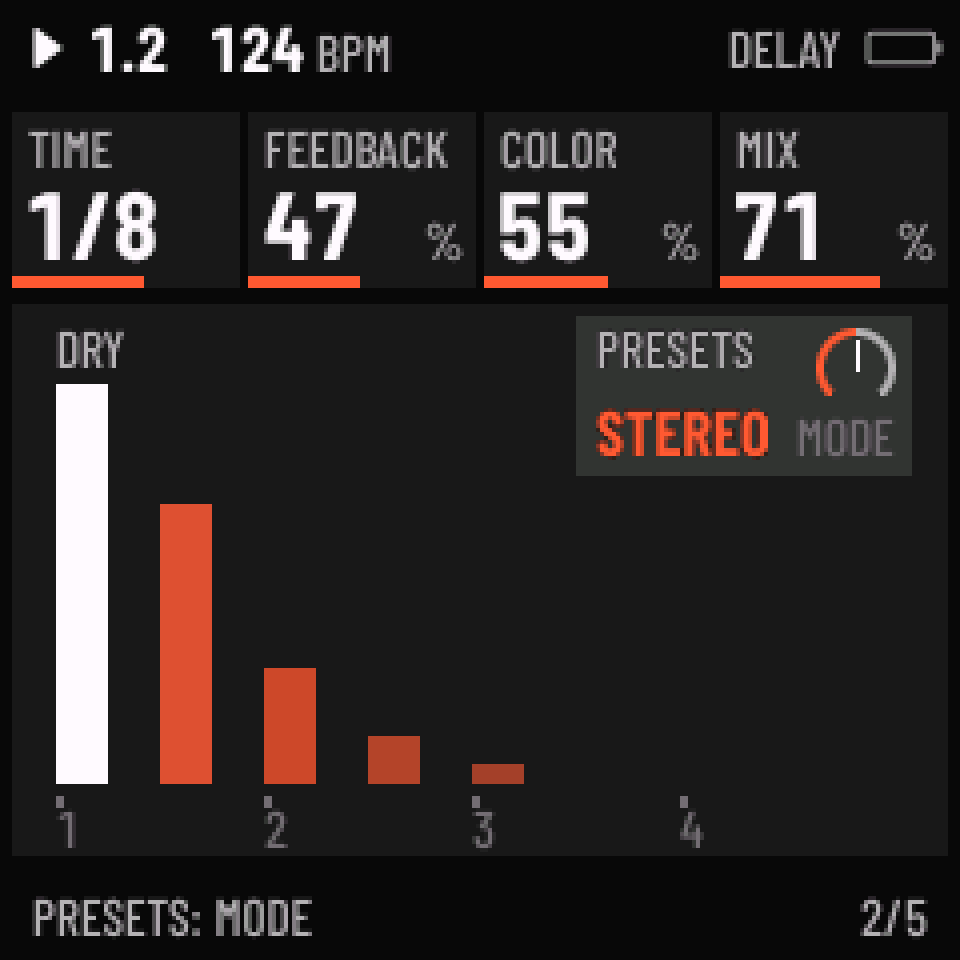 1.2 124 BPM DELAY
TIME FEEDBACK COLOR MIX
1/8 47 % 55 % 71 %
DRY
PRESETS
STEREO MODE
1 2 3 4
PRESETS: MODE 2/5